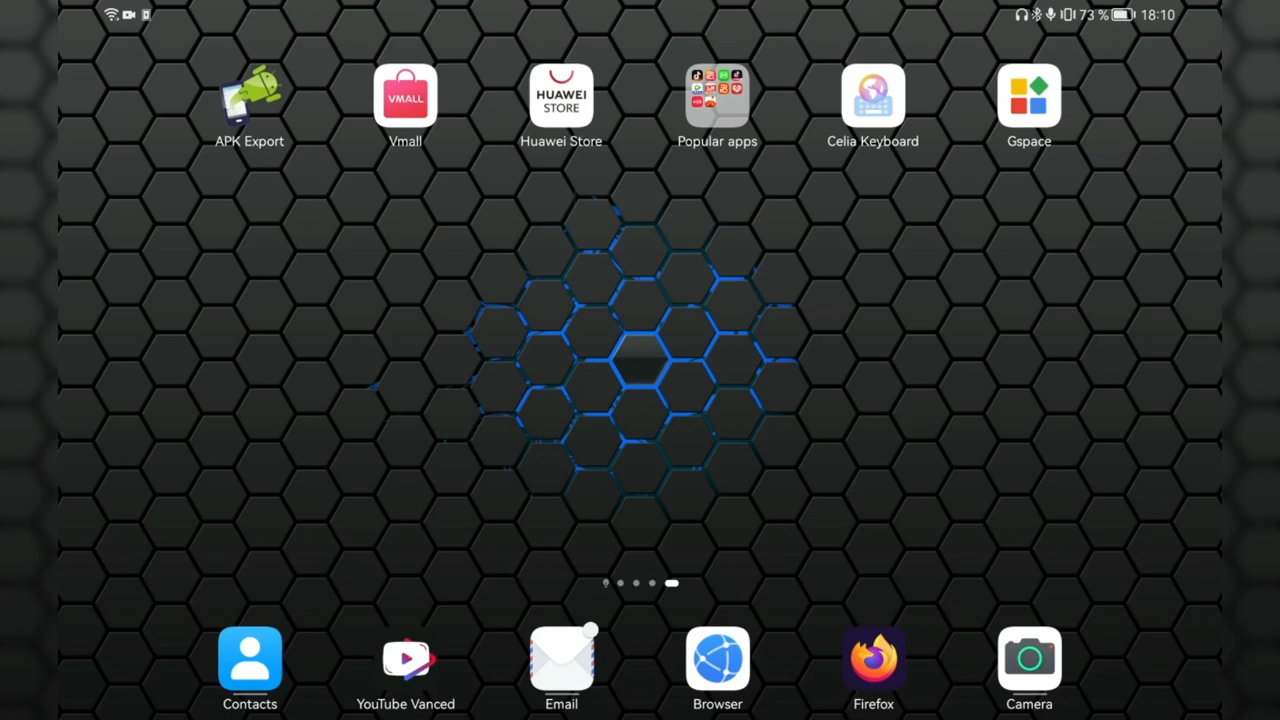 73 % 18:10
VMALL
HUAWEI
STORE
APK Export
Vmall
Huawei Store
Popular apps
Celia Keyboard
Gspace
Contacts
YouTube Vanced
Email
Browser
Firefox
Camera